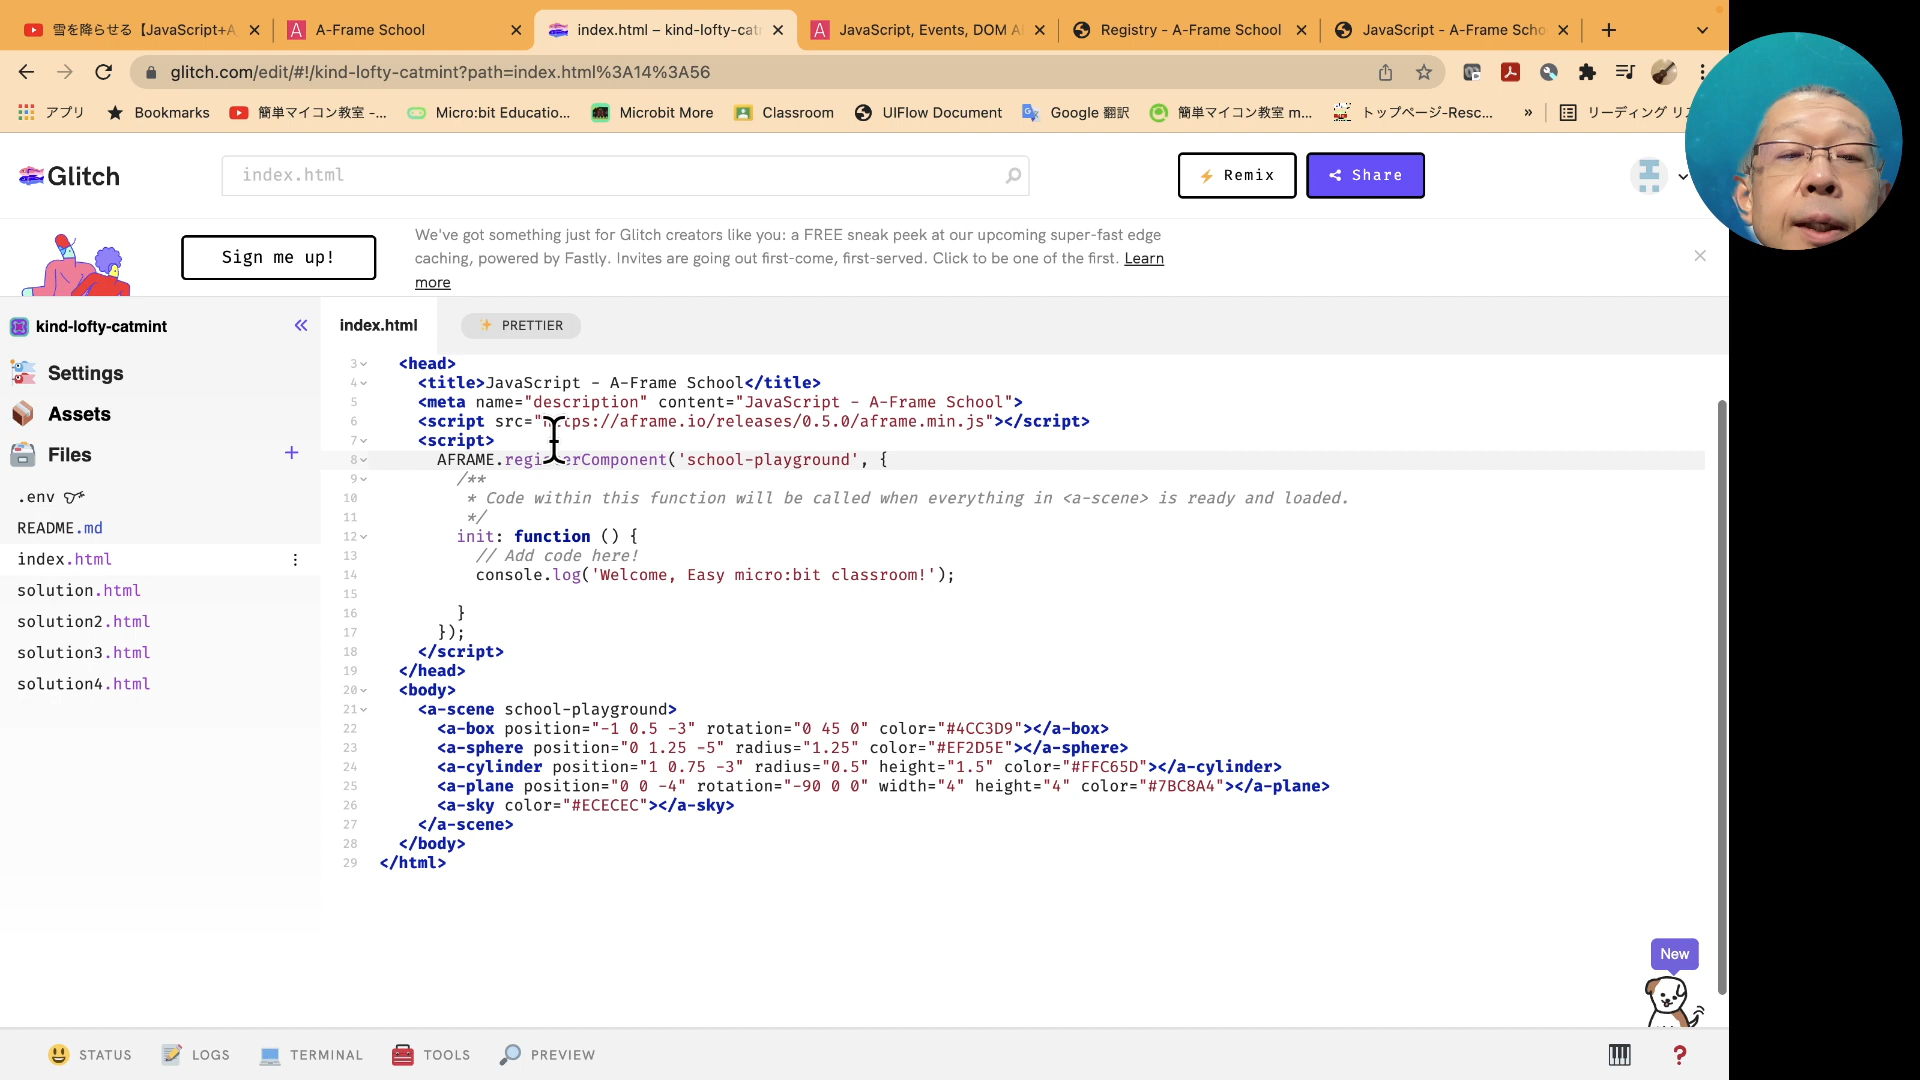 雪を降らせる【JavaScript+A
A-Frame School
index.html – kind-lofty-catm
JavaScript, Events, DOM A
Registry - A-Frame School
JavaScript - A-Frame Scho
glitch.com/edit/#!/kind-lofty-catmint?path=index.html%3A14%3A56
アプリ
Bookmarks
簡単マイコン教室 -...
Micro:bit Educatio...
Microbit More
Classroom
UIFlow Document
Google 翻訳
簡単マイコン教室 m...
トップページ-Resc...
»
リーディング リ
Glitch
index.html
Remix
Share
Sign me up!
We've got something just for Glitch creators like you: a FREE sneak peek at our upcoming super-fast edge
caching, powered by Fastly. Invites are going out first-come, first-served. Click to be one of the first. Learn
more
kind-lofty-catmint
Settings
Assets
Files
.env
README.md
index.html
solution.html
solution2.html
solution3.html
solution4.html
index.html
PRETTIER
3 <head>
4 <title>JavaScript - A-Frame School</title>
5 <meta name="description" content="JavaScript - A-Frame School">
6 <script src="https://aframe.io/releases/0.5.0/aframe.min.js"></script>
7 <script>
8 AFRAME.registerComponent('school-playground', {
9 /**
10 * Code within this function will be called when everything in <a-scene> is ready and loaded.
11 */
12 init: function () {
13 // Add code here!
14 console.log('Welcome, Easy micro:bit classroom!');
15
16 }
17 });
18 </script>
19 </head>
20 <body>
21 <a-scene school-playground>
22 <a-box position="-1 0.5 -3" rotation="0 45 0" color="#4CC3D9"></a-box>
23 <a-sphere position="0 1.25 -5" radius="1.25" color="#EF2D5E"></a-sphere>
24 <a-cylinder position="1 0.75 -3" radius="0.5" height="1.5" color="#FFC65D"></a-cylinder>
25 <a-plane position="0 0 -4" rotation="-90 0 0" width="4" height="4" color="#7BC8A4"></a-plane>
26 <a-sky color="#ECECEC"></a-sky>
27 </a-scene>
28 </body>
29 </html>
New
STATUS
LOGS
TERMINAL
TOOLS
PREVIEW
?